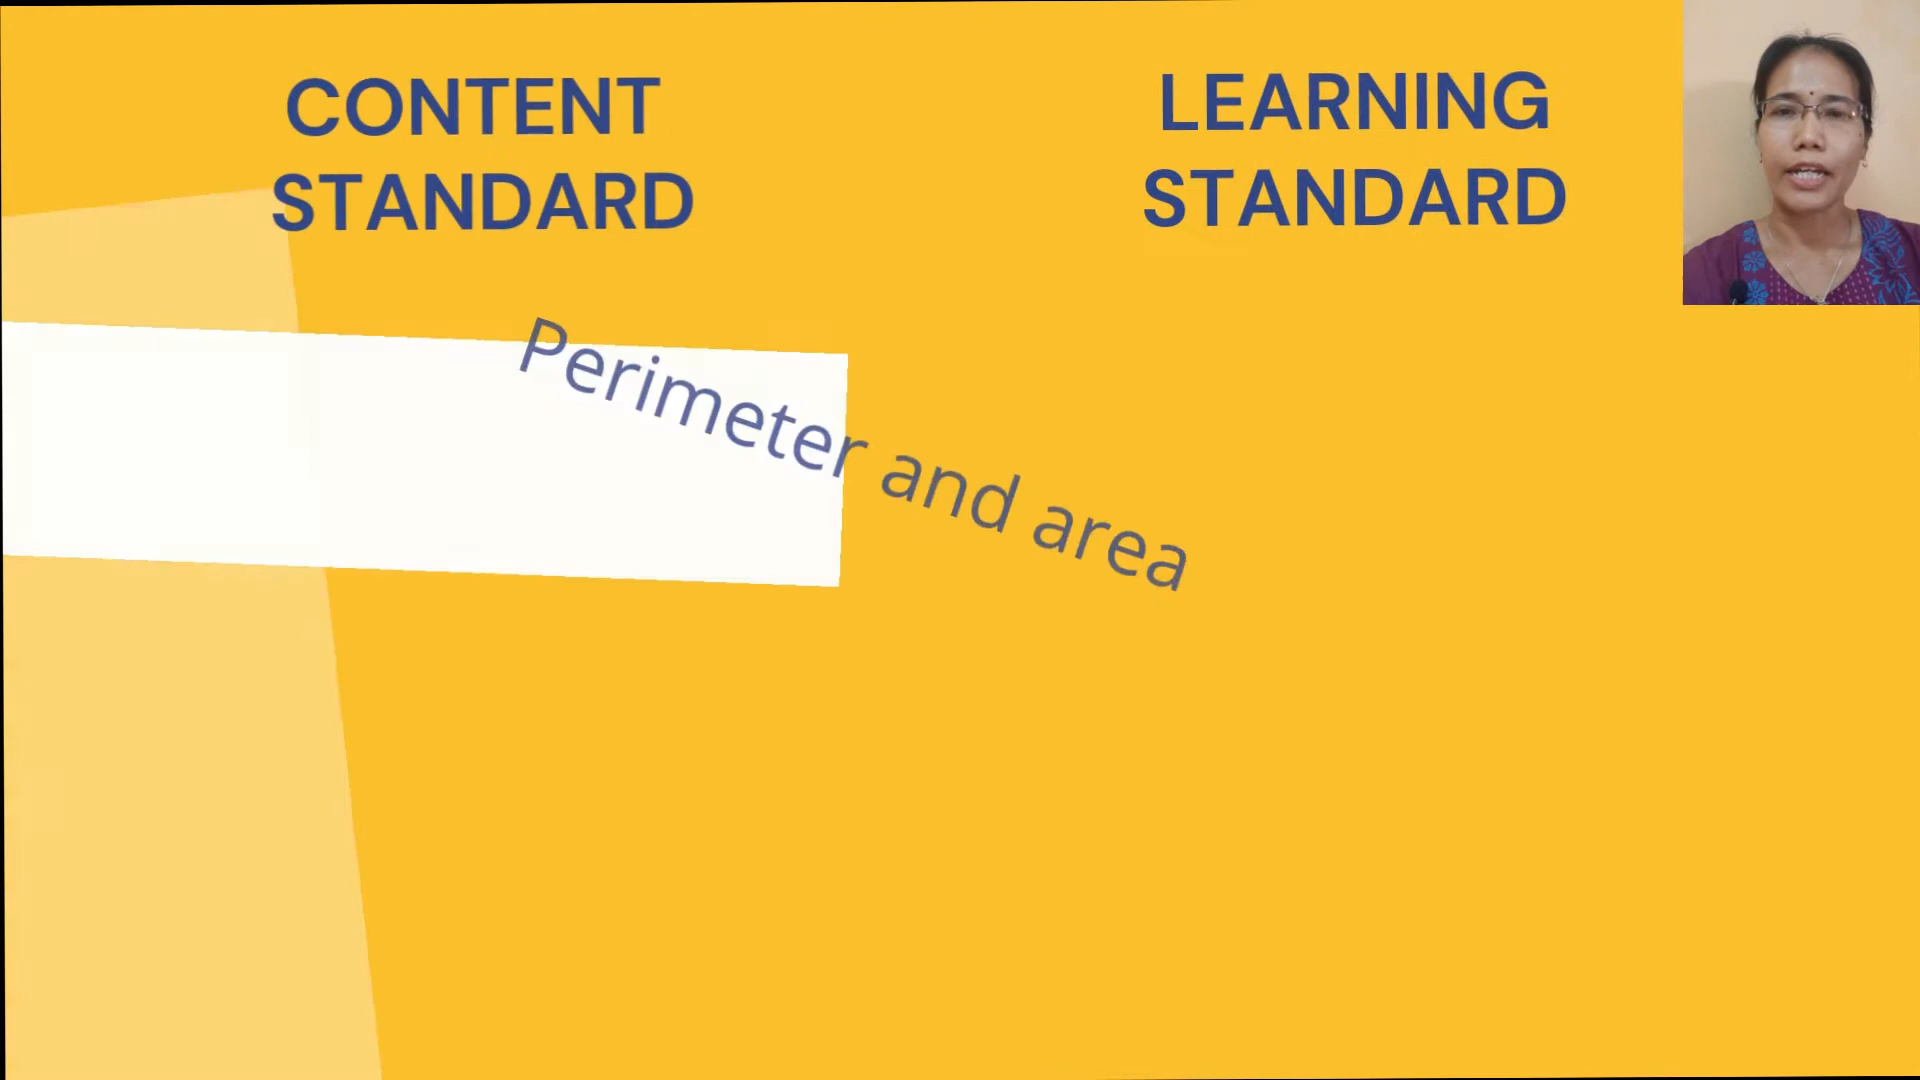 CONTENT
STANDARD
LEARNING
STANDARD
Perimeter and area